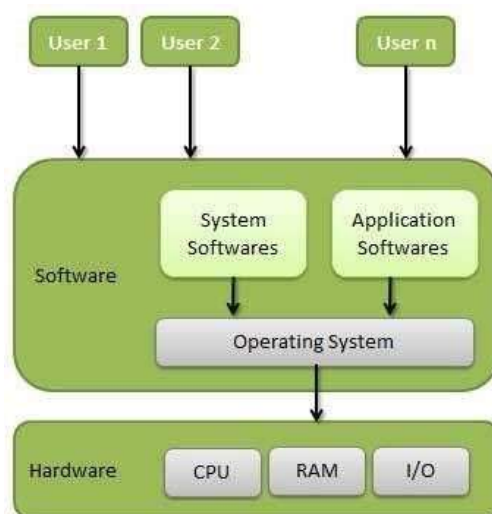 User 1
User 2
User n
System
Softwares
Application
Softwares
Software
Operating System
Hardware
CPU
RAM
I/O